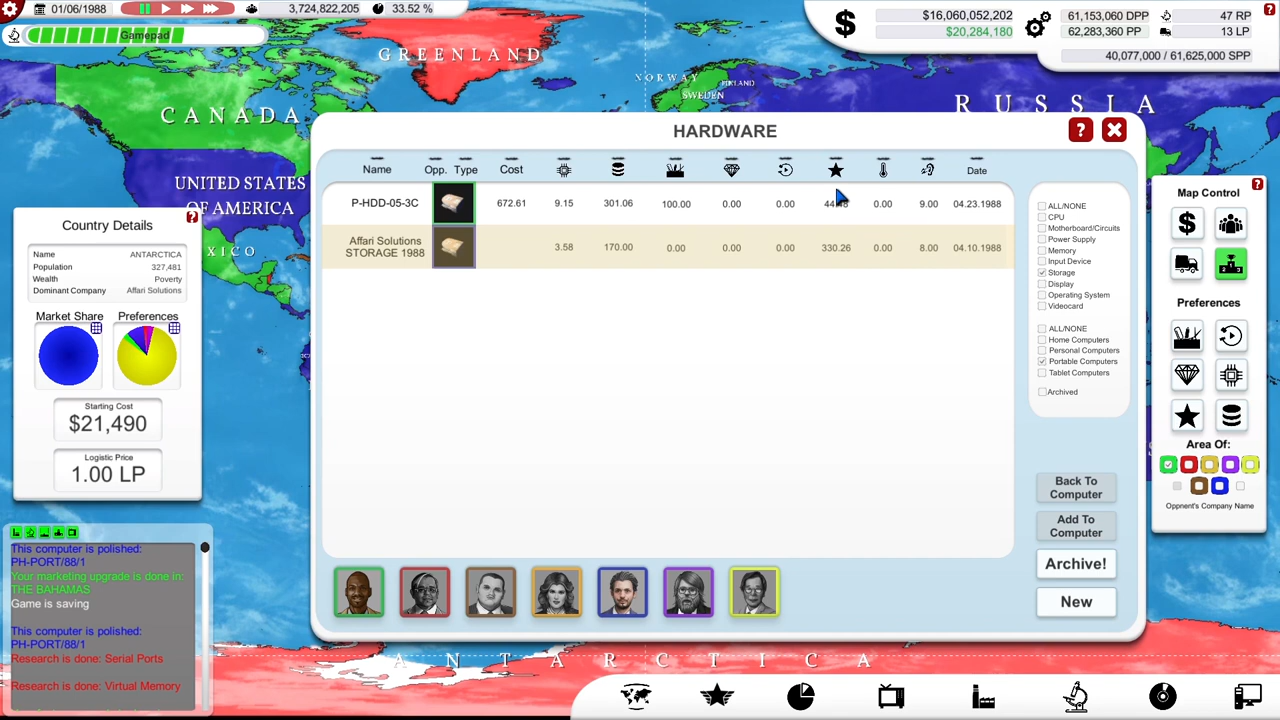 01/06/1988
3,724,822,205
33.52 %
$16,060,052,202
61,153,060 DPP
47 RP
$20,284,180
62,283,360 PP
13 LP
40,077,000 / 61,625,000 SPP
Gamepad
GREENLAND
NORWAY
FINLAND
SWEDEN
CANADA
RUSSIA
UNITED STATES
OF AMERICA
XICO
ANTARCTICA
HARDWARE
?
Name
Opp.
Type
Cost
Date
P-HDD-05-3C
672.61
9.15
301.06
100.00
0.00
0.00
0.00
9.00
04.23.1988
Affari Solutions
STORAGE 1988
3.58
170.00
0.00
0.00
0.00
330.26
0.00
8.00
04.10.1988
ALL/NONE
CPU
Motherboard/Circuits
Power Supply
Memory
Input Device
Storage
Display
Operating System
Videocard
ALL/NONE
Home Computers
Personal Computers
Portable Computers
Tablet Computers
Archived
Back To
Computer
Add To
Computer
Archive!
New
Country Details
?
Name ANTARCTICA
Population 327,481
Wealth Poverty
Dominant Company Affari Solutions
Market Share
Preferences
Starting Cost
$21,490
Logistic Price
1.00 LP
This computer is polished:
PH-PORT/88/1
Your marketing upgrade is done in:
THE BAHAMAS
Game is saving
This computer is polished:
PH-PORT/88/1
Research is done: Serial Ports
Research is done: Virtual Memory
Map Control
?
Preferences
Area Of:
Oppnent's Company Name
?